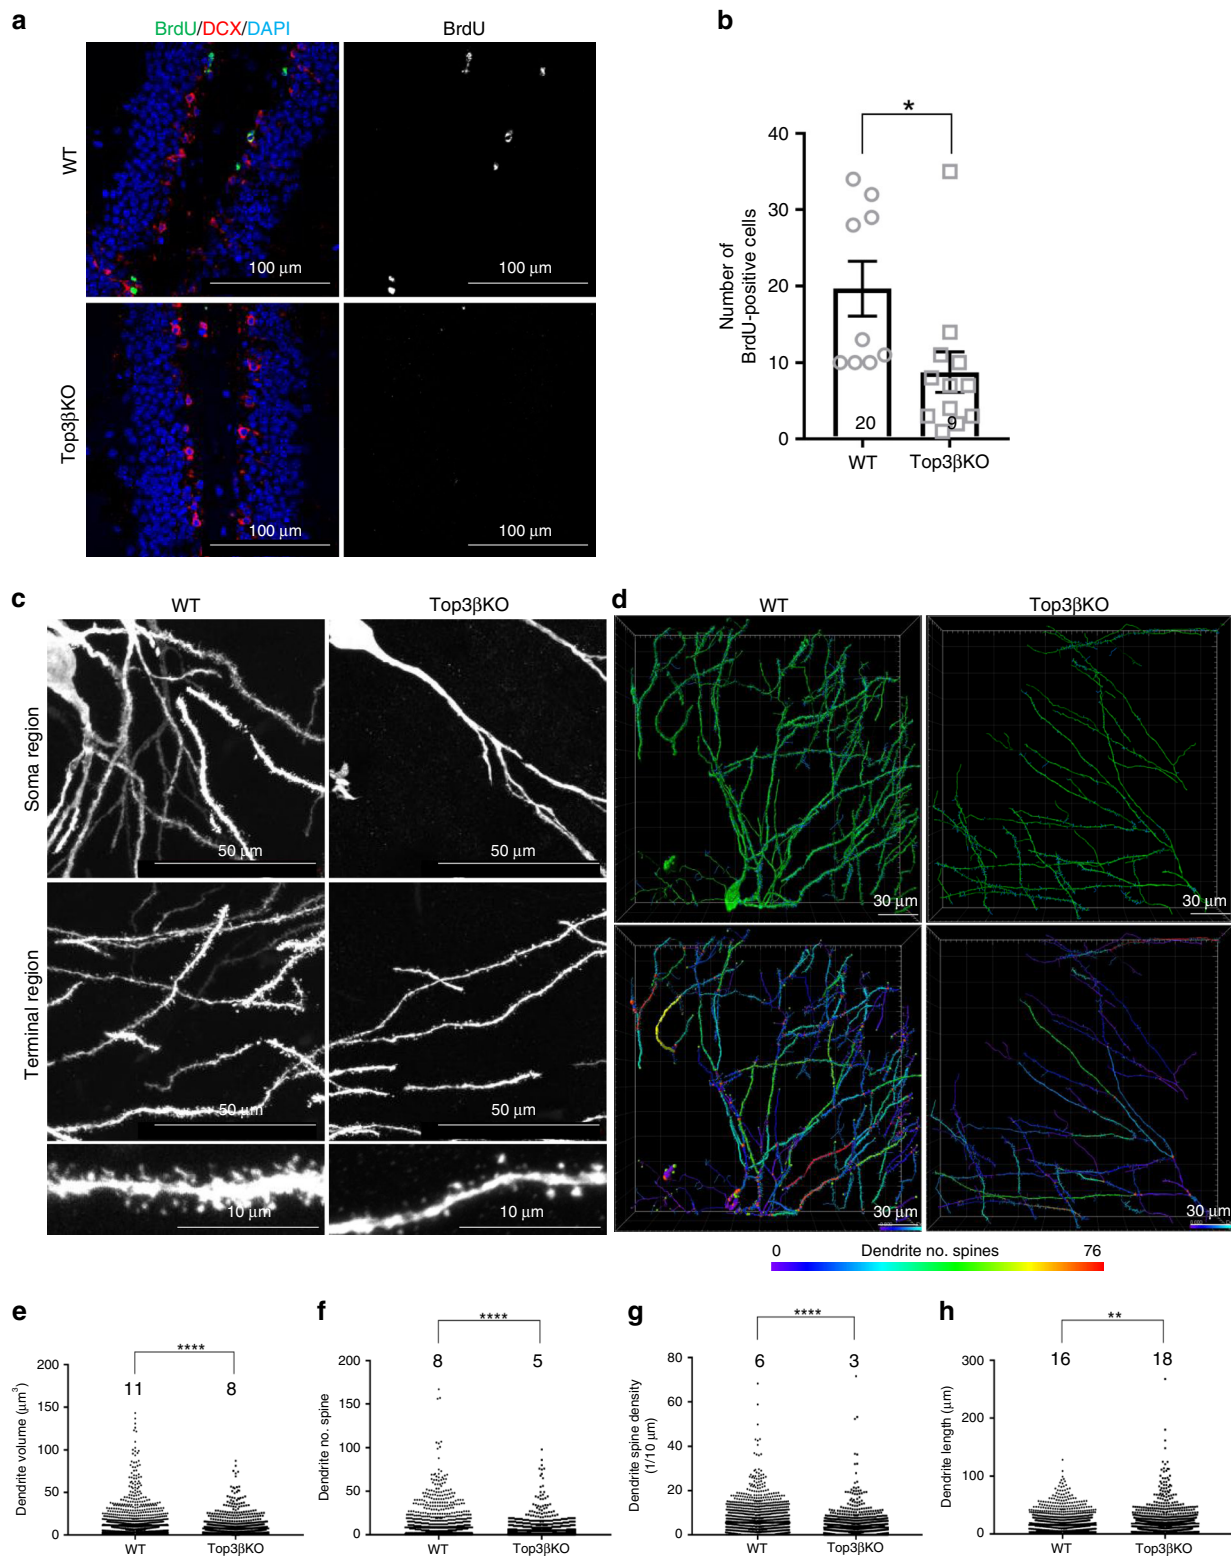 a
BrdU/DCX/DAPI
BrdU
WT
100 μm
100 μm
Top3βKO
100 μm
100 μm
b
*
Number of
BrdU-positive cells
40
30
20
10
0
20
9
WT
Top3βKO
c
WT
Top3βKO
Soma region
50 μm
50 μm
Terminal region
50 μm
50 μm
10 μm
10 μm
d
WT
Top3βKO
30 μm
30 μm
30 μm
30 μm
0
Dendrite no. spines
76
e
****
Dendrite volume (μm³)
200
150
100
50
0
11
8
WT
Top3βKO
f
****
Dendrite no. spine
200
150
100
50
0
8
5
WT
Top3βKO
g
****
Dendrite spine density
(1/10 μm)
80
60
40
20
0
6
3
WT
Top3βKO
h
**
Dendrite length (μm)
300
200
100
0
16
18
WT
Top3βKO